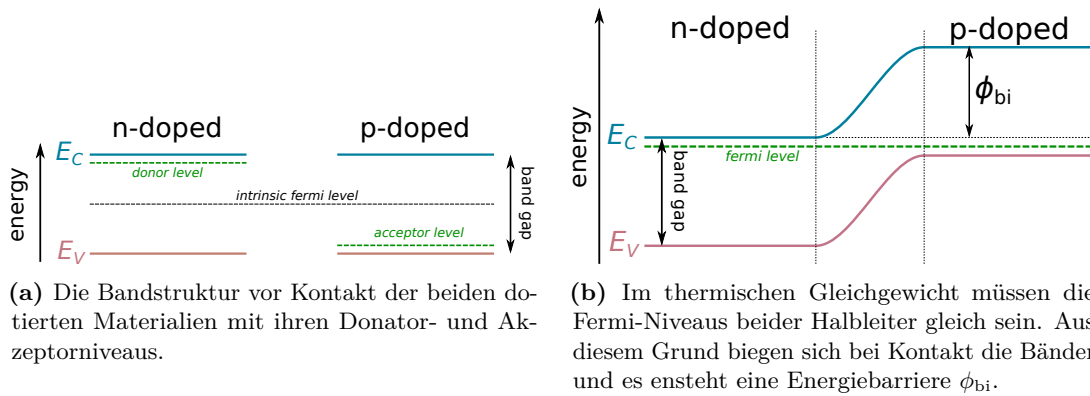 n-doped
p-doped
E_C
donor level
intrinsic fermi level
acceptor level
E_V
energy
band gap
(a) Die Bandstruktur vor Kontakt der beiden do-
tierten Materialien mit ihren Donator- und Ak-
zeptorniveaus.
n-doped
p-doped
ϕ_bi
E_C
fermi level
E_V
energy
band gap
(b) Im thermischen Gleichgewicht müssen die
Fermi-Niveaus beider Halbleiter gleich sein. Aus
diesem Grund biegen sich bei Kontakt die Bänder
und es ensteht eine Energiebarriere ϕ_bi.